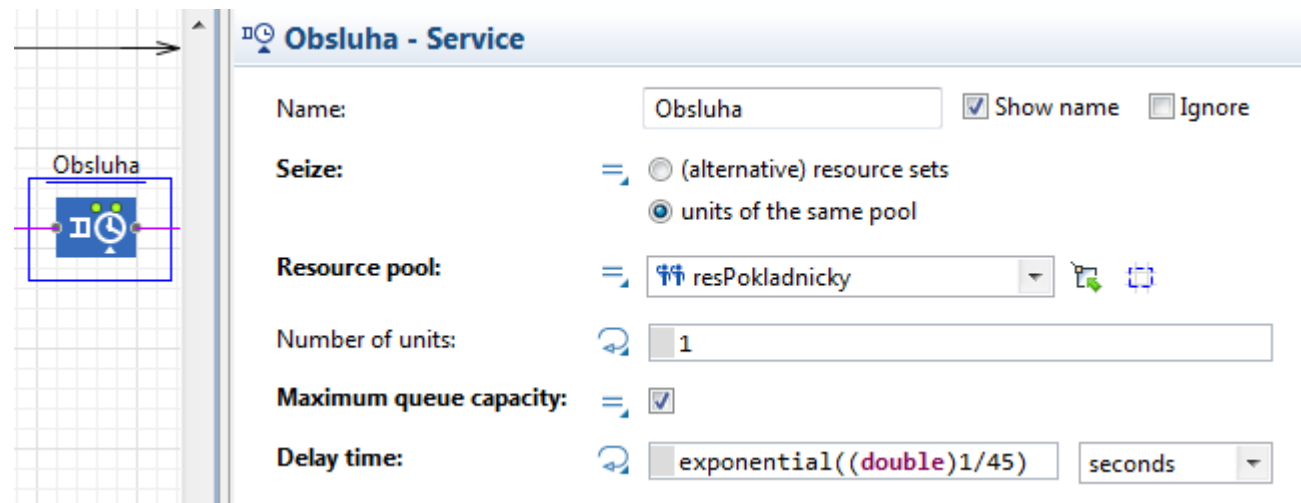 Obsluha - Service
Name:
Obsluha
Show name
Ignore
Obsluha
Seize:
(alternative) resource sets
units of the same pool
Resource pool:
resPokladnicky
Number of units:
1
Maximum queue capacity:
Delay time:
exponential((double)1/45)
seconds